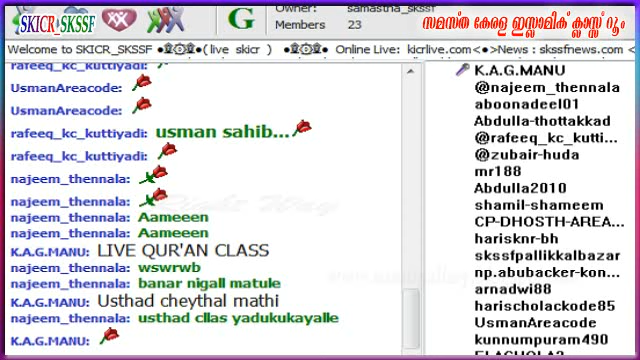 SKICR_SKSSF
G
Owner: samastha_skssf
Members 23
സമസ്ത കേരള ഇസ്ലാമിക് ക്ലാസ്സ് റൂം
Welcome to SKICR_SKSSF ●۩۞۩●( live skicr ) ●۩۞۩● Online Live: kicrlive.com<●>News : skssfnews.com <●
rafeeq_kc_kuttiyadi:
UsmanAreacode:
UsmanAreacode:
rafeeq_kc_kuttiyadi: usman sahib...
rafeeq_kc_kuttiyadi:
najeem_thennala:
najeem_thennala:
najeem_thennala: Aameeen
najeem_thennala: Aameeen
K.A.G.MANU: LIVE QUR'AN CLASS
najeem_thennala: wswrwb
najeem_thennala: banar nigall matule
K.A.G.MANU: Usthad cheythal mathi
najeem_thennala: usthad cllas yadukukayalle
K.A.G.MANU:
K.A.G.MANU
@najeem_thennala
aboonadeel01
Abdulla-thottakkad
@rafeeq_kc_kutti...
@zubair-huda
mr188
Abdulla2010
shamil-shameem
CP-DHOSTH-AREA...
harisknr-bh
skssfpallikkalbazar
np.abubacker-kon...
arnadwi88
harischolackode85
UsmanAreacode
kunnumpuram490